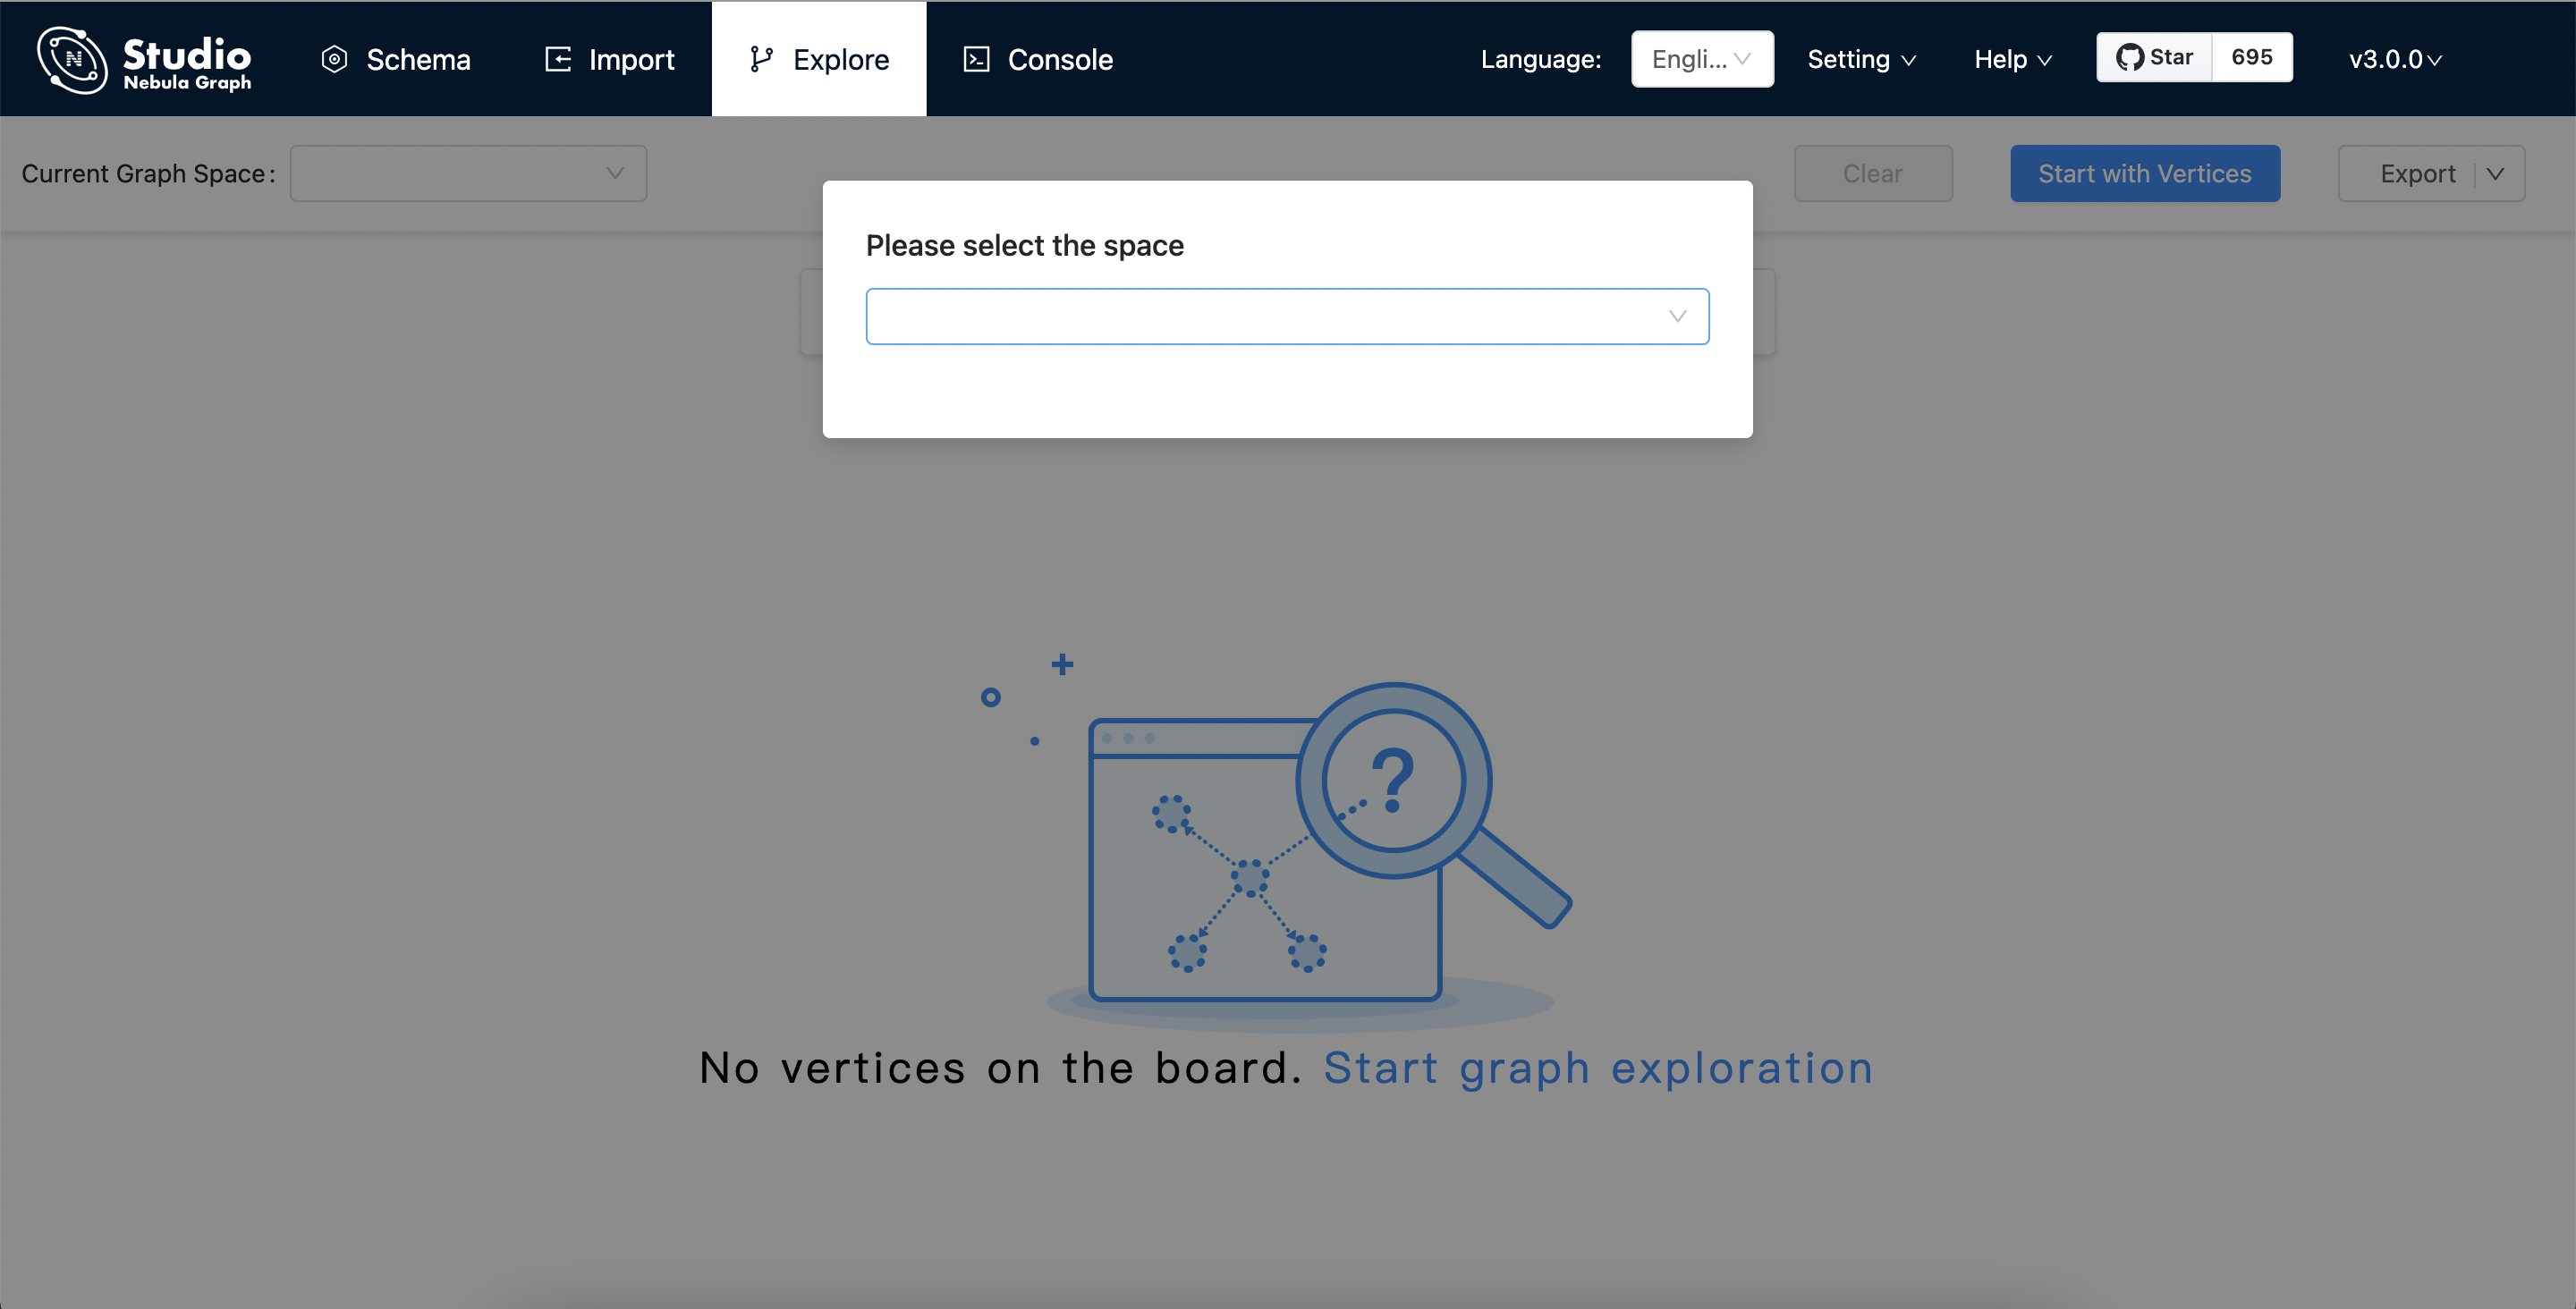 Studio
Nebula Graph
Schema
Import
Explore
Console
Language:
Engli...
Setting
Help
Star
695
v3.0.0
Current Graph Space:
Clear
Start with Vertices
Export
Please select the space
?
No vertices on the board. Start graph exploration